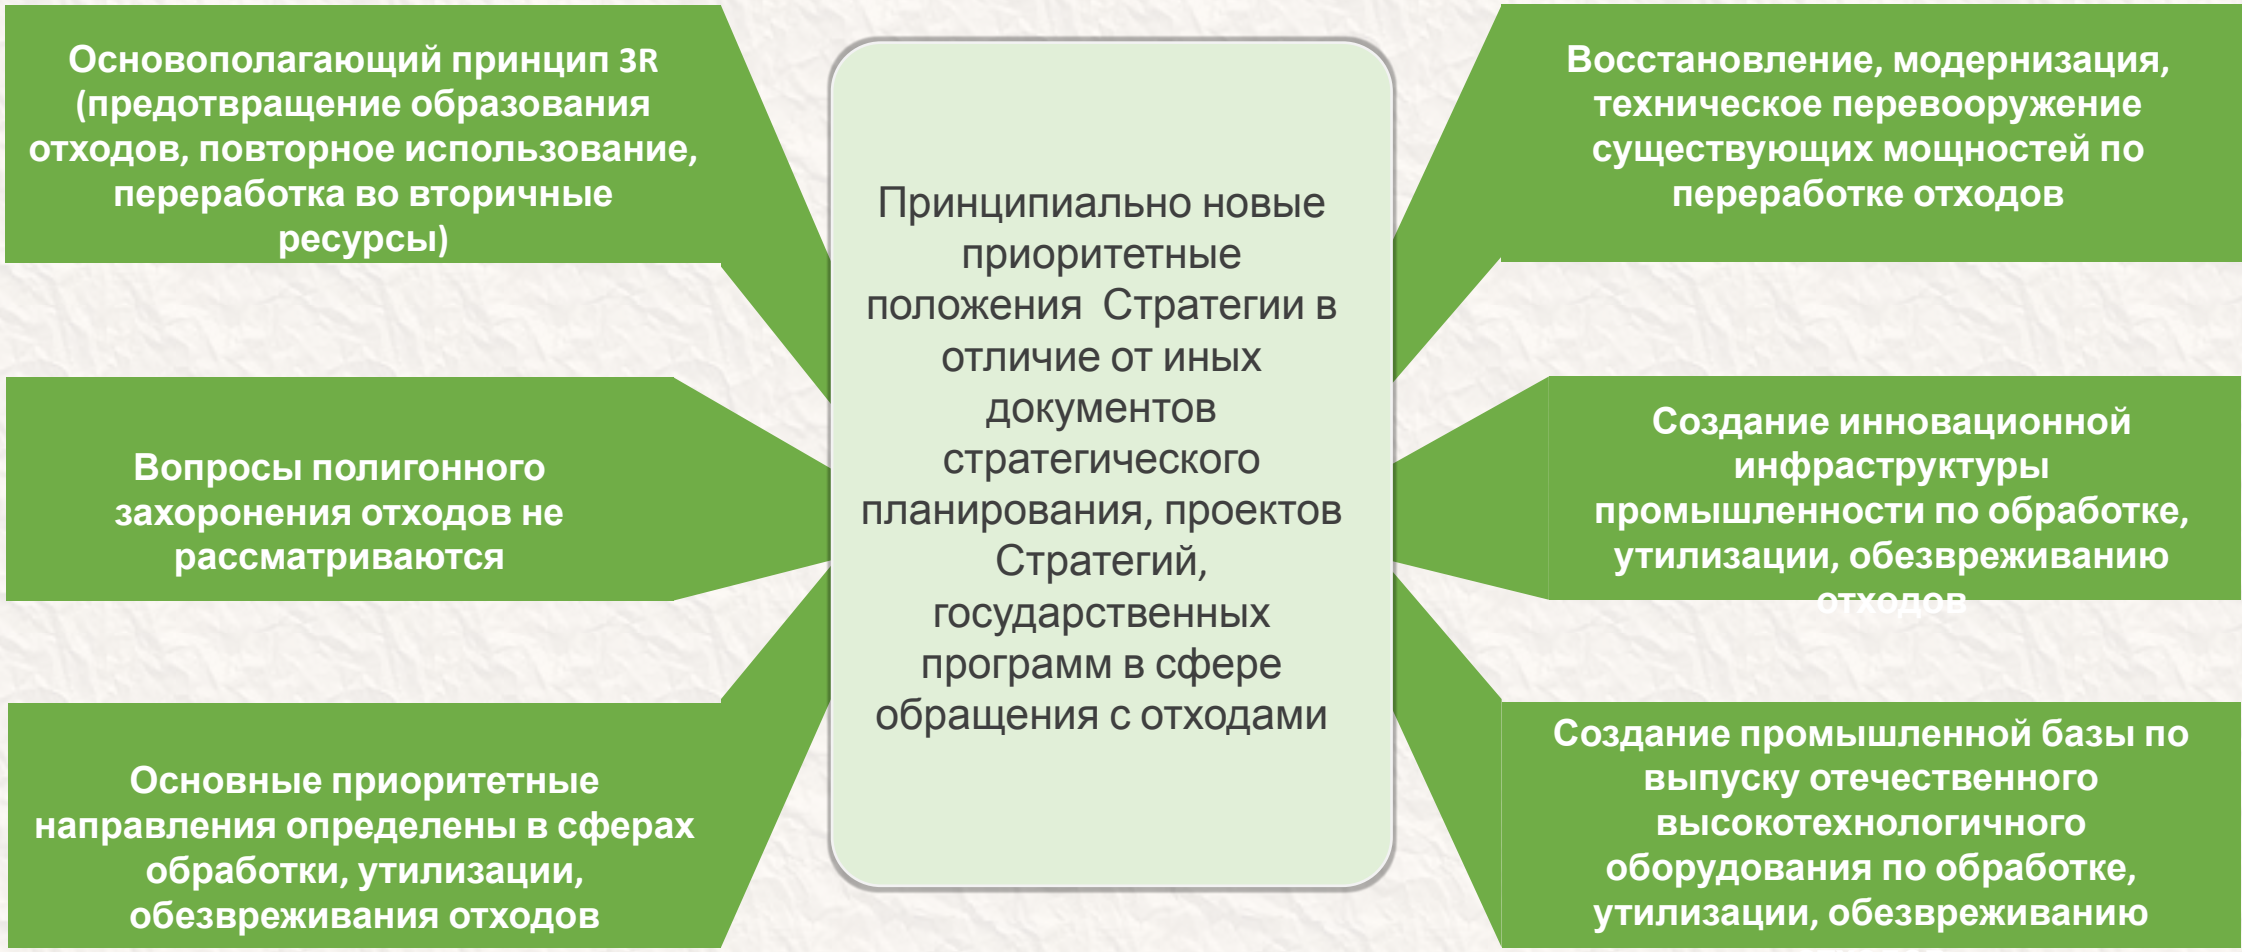 Основополагающий принцип 3R
(предотвращение образования
отходов, повторное использование,
переработка во вторичные
ресурсы)
Вопросы полигонного
захоронения отходов не
рассматриваются
Основные приоритетные
направления определены в сферах
обработки, утилизации,
обезвреживания отходов
Принципиально новые
приоритетные
положения Стратегии в
отличие от иных
документов
стратегического
планирования, проектов
Стратегий,
государственных
программ в сфере
обращения с отходами
Восстановление, модернизация,
техническое перевооружение
существующих мощностей по
переработке отходов
Создание инновационной
инфраструктуры
промышленности по обработке,
утилизации, обезвреживанию
отходов
Создание промышленной базы по
выпуску отечественного
высокотехнологичного
оборудования по обработке,
утилизации, обезвреживанию